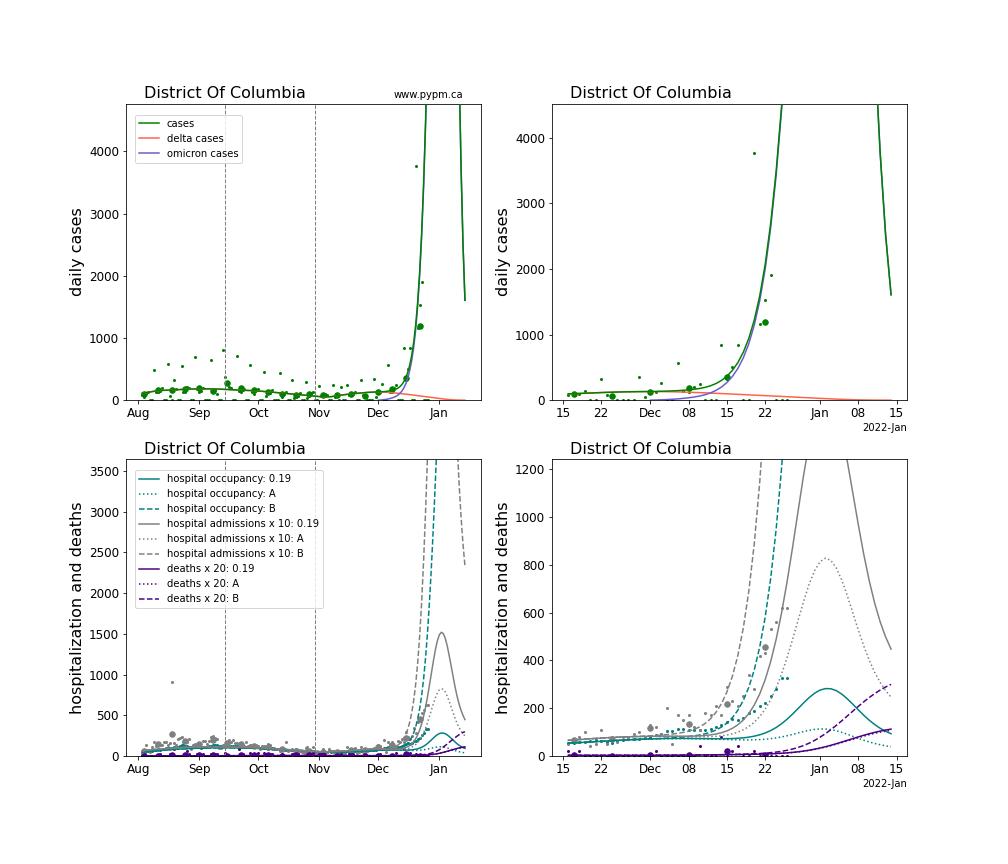 District Of Columbia
www.pypm.ca
daily cases
4000
3000
2000
1000
0
cases
delta cases
omicron cases
Aug
Sep
Oct
Nov
Dec
Jan
District Of Columbia
daily cases
4000
3000
2000
1000
0
15
22
Dec
08
15
22
Jan
08
15
2022-Jan
District Of Columbia
hospitalization and deaths
3500
3000
2500
2000
1500
1000
500
0
hospital occupancy: 0.19
hospital occupancy: A
hospital occupancy: B
hospital admissions x 10: 0.19
hospital admissions x 10: A
hospital admissions x 10: B
deaths x 20: 0.19
deaths x 20: A
deaths x 20: B
Aug
Sep
Oct
Nov
Dec
Jan
District Of Columbia
hospitalization and deaths
1200
1000
800
600
400
200
0
15
22
Dec
08
15
22
Jan
08
15
2022-Jan